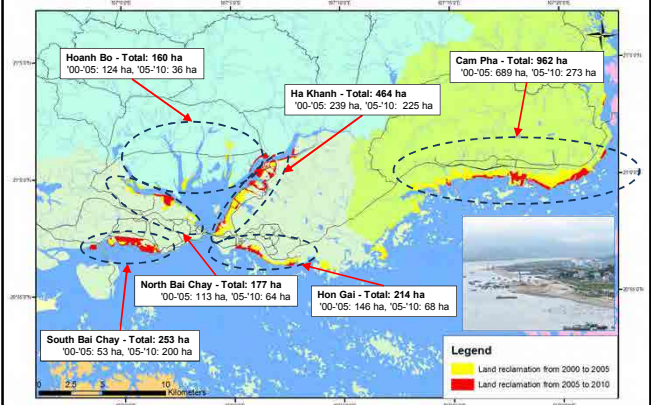 Hoanh Bo - Total: 160 ha
'00-'05: 124 ha, '05-'10: 36 ha
Cam Pha - Total: 962 ha
'00-'05: 689 ha, '05-'10: 273 ha
Ha Khanh - Total: 464 ha
'00-'05: 239 ha, '05-'10: 225 ha
North Bai Chay - Total: 177 ha
'00-'05: 113 ha, '05-'10: 64 ha
Hon Gai - Total: 214 ha
'00-'05: 146 ha, '05-'10: 68 ha
South Bai Chay - Total: 253 ha
'00-'05: 53 ha, '05-'10: 200 ha
Legend
Land reclamation from 2000 to 2005
Land reclamation from 2005 to 2010
0 2.5 5 10
Kilometers